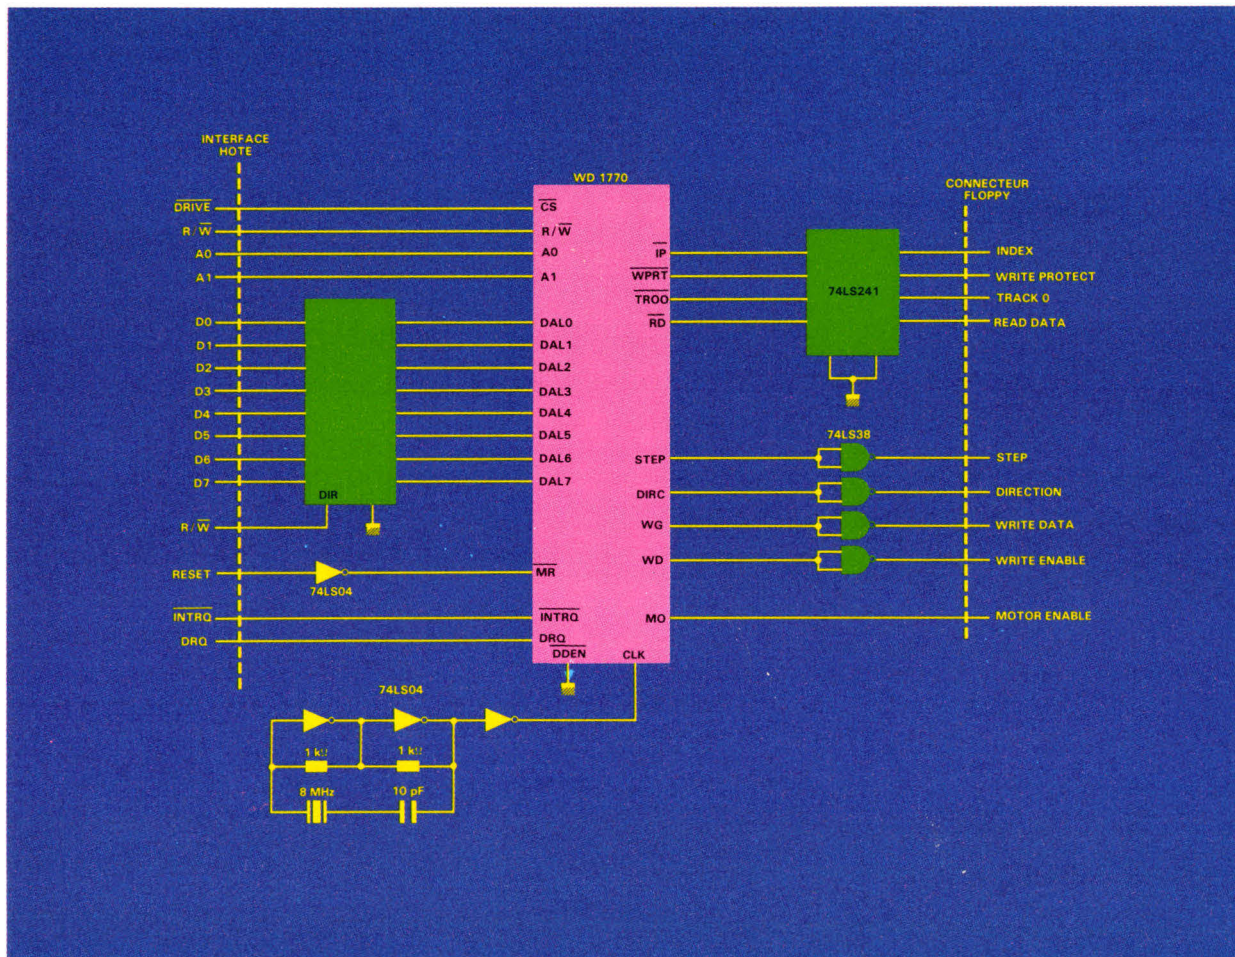 INTERFACE
HOTE
DRIVE
R/W
A0
A1
D0
D1
D2
D3
D4
D5
D6
D7
R/W
RESET
INTRQ
DRQ
DIR
74LS04
WD 1770
CS
R/W
A0
A1
DAL0
DAL1
DAL2
DAL3
DAL4
DAL5
DAL6
DAL7
MR
INTRQ
DRQ
DDEN
CLK
IP
WPRT
TROO
RD
STEP
DIRC
WG
WD
MO
74LS241
74LS38
CONNECTEUR
FLOPPY
INDEX
WRITE PROTECT
TRACK 0
READ DATA
STEP
DIRECTION
WRITE DATA
WRITE ENABLE
MOTOR ENABLE
74LS04
1 kΩ
1 kΩ
8 MHz
10 pF